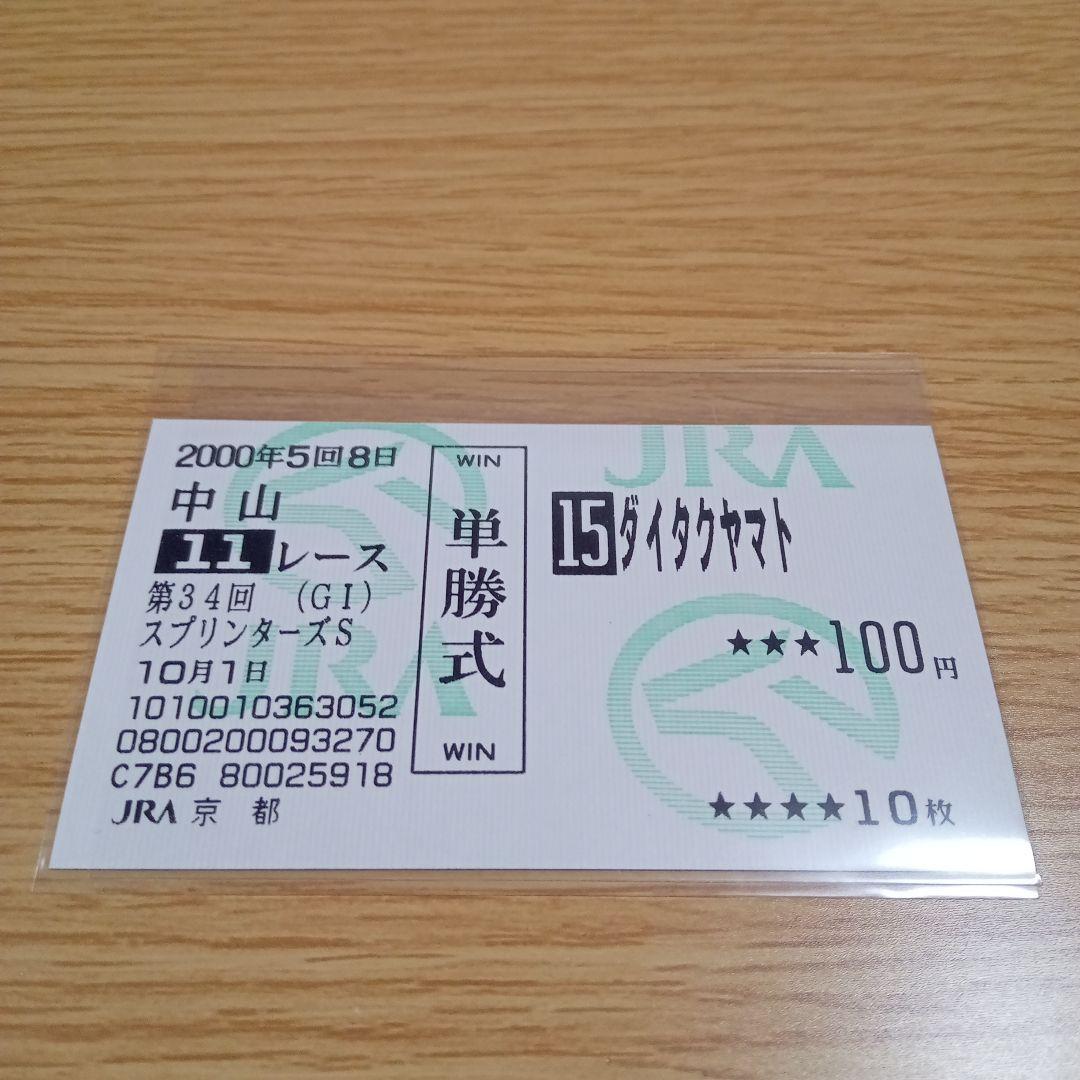 2000年5回8日
中山
11レース
第34回 (GI)
スプリンターズS
10月1日
1010010363052
0800200093270
C7B6 80025918
JRA 京 都
WIN
単勝式
WIN
JRA
15ダイタクヤマト
★★★100円
★★★★10枚
JRA